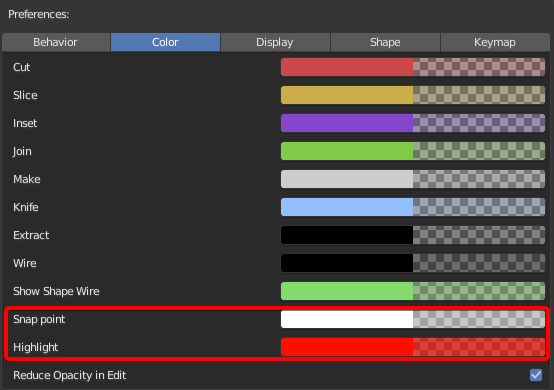 Preferences:
Behavior Color Display Shape Keymap
Cut
Slice
Inset
Join
Make
Knife
Extract
Wire
Show Shape Wire
Snap point
Highlight
Reduce Opacity in Edit